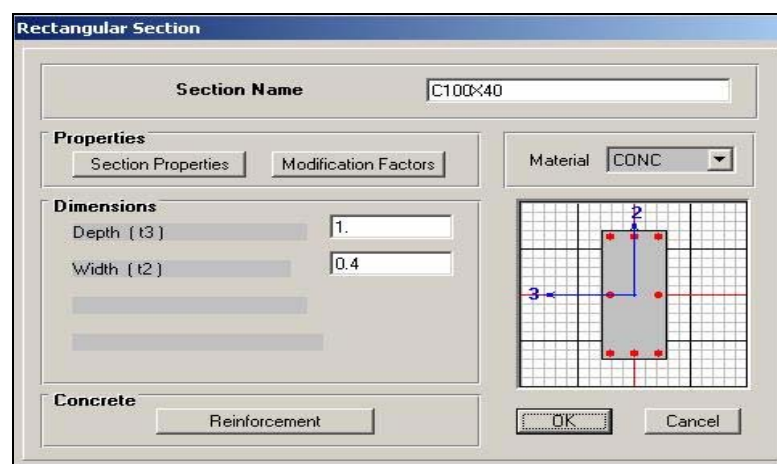 Rectangular Section
Section Name C100X40
Properties
Section Properties Modification Factors
Material CONC
Dimensions
Depth (t3) 1.
Width (t2) 0.4
2
3
Concrete
Reinforcement
OK Cancel